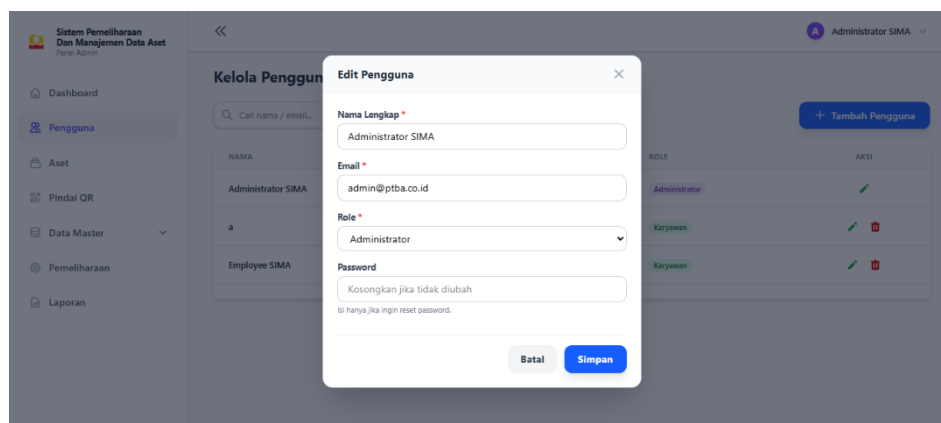 Sistem Pemeliharaan
Dan Manajemen Data Aset
Panel Admin
A Administrator SIMA
Dashboard
Pengguna
Aset
Pindai QR
Data Master
Pemeliharaan
Laporan
Kelola Penggun
Cari nama / email...
+ Tambah Pengguna
NAMA
ROLE
AKSI
Administrator SIMA
Administrator
a
Karyawan
Employee SIMA
Karyawan
Edit Pengguna
Nama Lengkap *
Administrator SIMA
Email *
admin@ptba.co.id
Role *
Administrator
Password
Kosongkan jika tidak diubah
Isi hanya jika ingin reset password.
Batal
Simpan